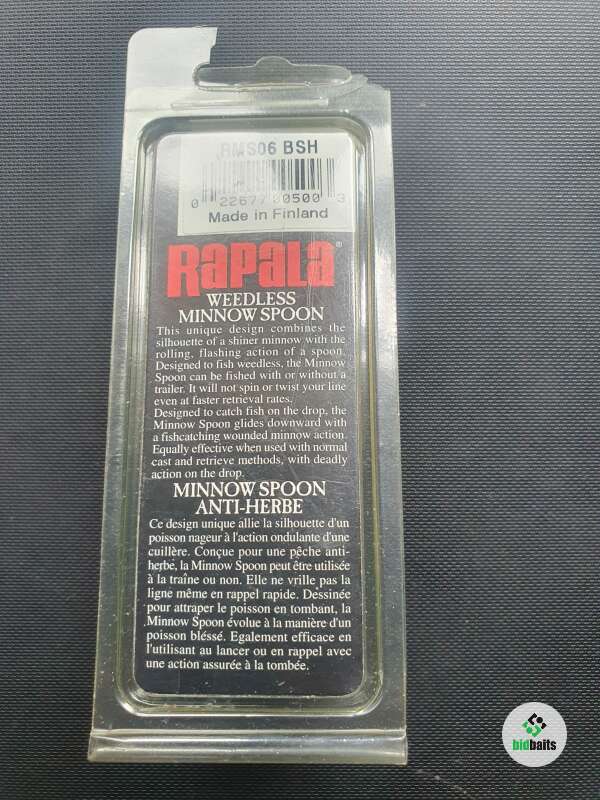 RMS06 BSH
0 22677 00500 3
Made in Finland
RAPALA®
WEEDLESS
MINNOW SPOON
This unique design combines the
silhouette of a shiner minnow with the
rolling, flashing action of a spoon.
Designed to fish weedless, the Minnow
Spoon can be fished with or without a
trailer. It will not spin or twist your line
even at faster retrieval rates.
Designed to catch fish on the drop, the
Minnow Spoon glides downward with
a fishcatching wounded minnow action.
Equally effective when used with normal
cast and retrieve methods, with deadly
action on the drop.
MINNOW SPOON
ANTI-HERBE
Ce design unique allie la silhouette d'un
poisson nageur à l'action ondulante d'une
cuillère. Conçue pour une pêche anti-
herbe, la Minnow Spoon peut être utilisée
à la traîne ou non. Elle ne vrille pas la
ligne même en rappel rapide. Dessinée
pour attraper le poisson en tombant, la
Minnow Spoon évolue à la manière d'un
poisson bléssé. Egalement efficace en
l'utilisant au lancer ou en rappel avec
une action assurée à la tombée.
bidbaits